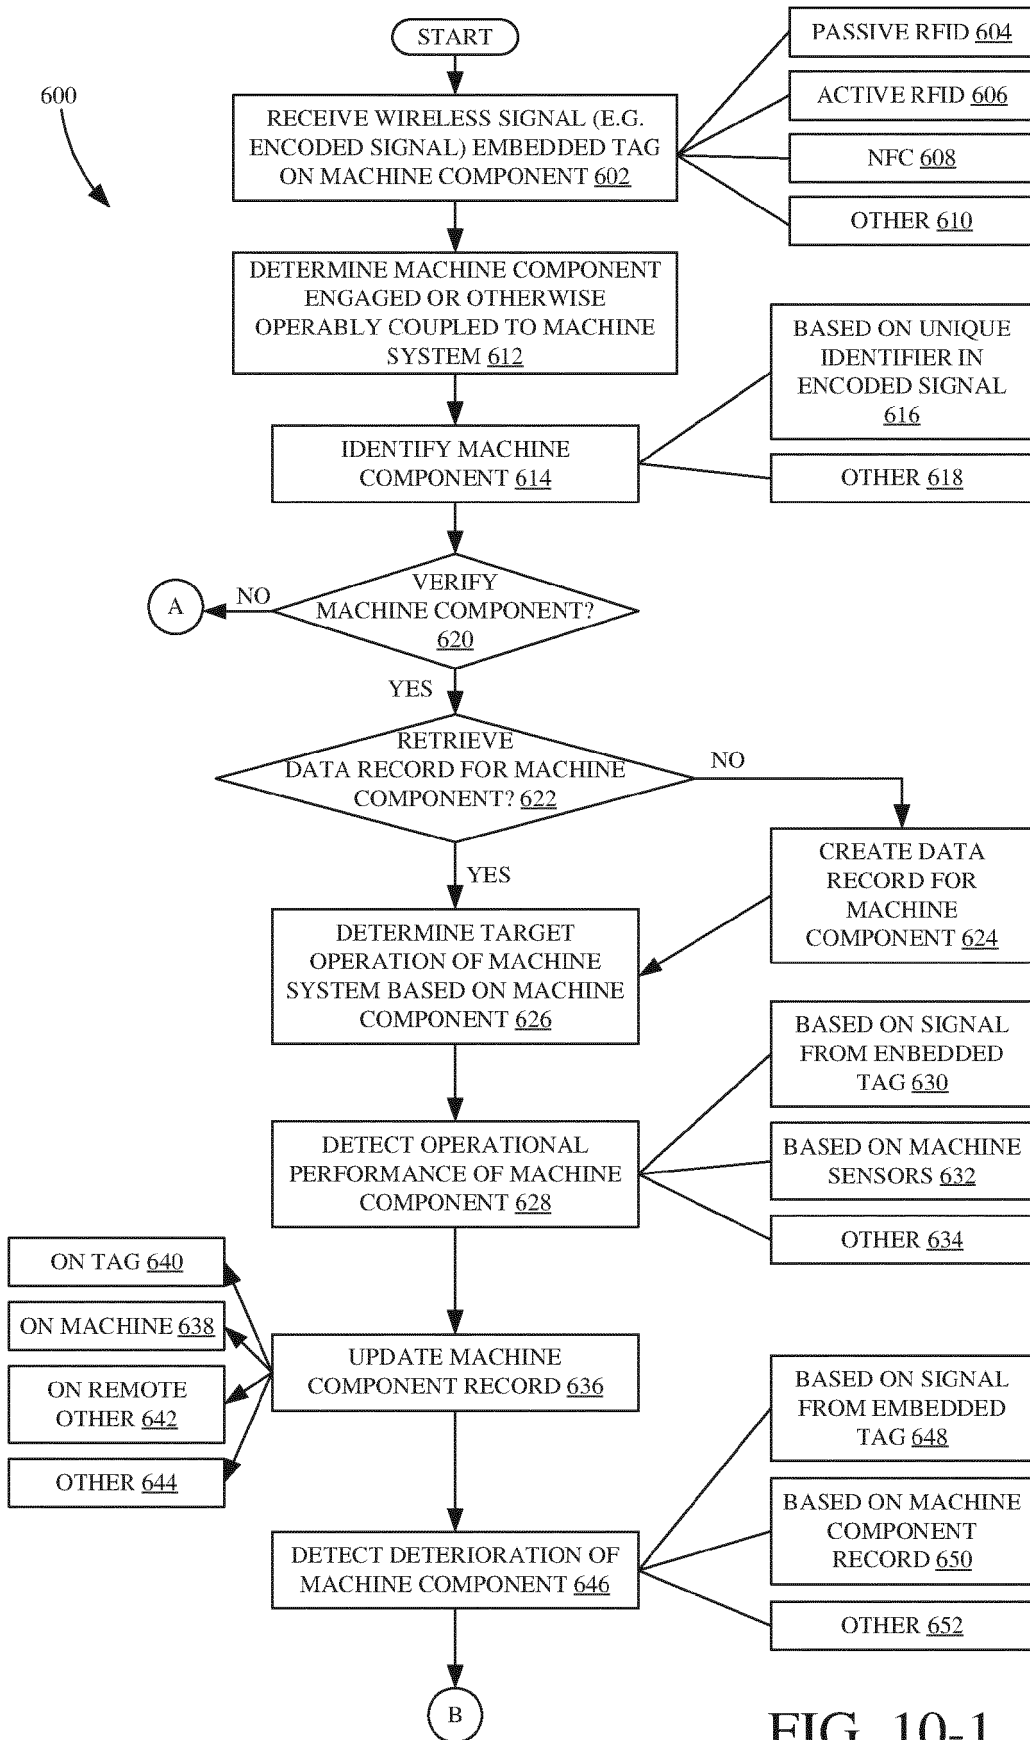 START
600
RECEIVE WIRELESS SIGNAL (E.G.
ENCODED SIGNAL) EMBEDDED TAG
ON MACHINE COMPONENT 602
PASSIVE RFID 604
ACTIVE RFID 606
NFC 608
OTHER 610
DETERMINE MACHINE COMPONENT
ENGAGED OR OTHERWISE
OPERABLY COUPLED TO MACHINE
SYSTEM 612
IDENTIFY MACHINE
COMPONENT 614
BASED ON UNIQUE
IDENTIFIER IN
ENCODED SIGNAL
616
OTHER 618
VERIFY
MACHINE COMPONENT?
620
NO
A
YES
RETRIEVE
DATA RECORD FOR MACHINE
COMPONENT? 622
NO
CREATE DATA
RECORD FOR
MACHINE
COMPONENT 624
YES
DETERMINE TARGET
OPERATION OF MACHINE
SYSTEM BASED ON MACHINE
COMPONENT 626
DETECT OPERATIONAL
PERFORMANCE OF MACHINE
COMPONENT 628
BASED ON SIGNAL
FROM ENBEDDED
TAG 630
BASED ON MACHINE
SENSORS 632
OTHER 634
UPDATE MACHINE
COMPONENT RECORD 636
ON TAG 640
ON MACHINE 638
ON REMOTE
OTHER 642
OTHER 644
DETECT DETERIORATION OF
MACHINE COMPONENT 646
BASED ON SIGNAL
FROM EMBEDDED
TAG 648
BASED ON MACHINE
COMPONENT
RECORD 650
OTHER 652
B
FIG. 10-1